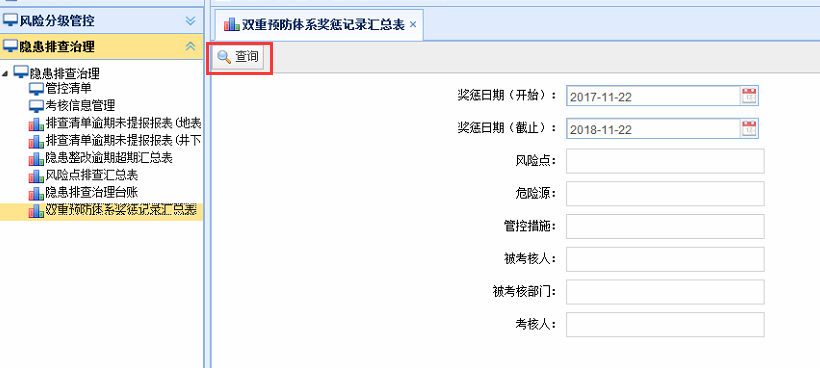 风险分级管控
隐患排查治理
隐患排查治理
管控清单
考核信息管理
排查清单逾期未提报报表(地表
排查清单逾期未提报报表(井下
隐患整改逾期超期汇总表
风险点排查汇总表
隐患排查治理台账
双重预防体系奖惩记录汇总表
双重预防体系奖惩记录汇总表 ×
查询
奖惩日期（开始）： 2017-11-22
奖惩日期（截止）： 2018-11-22
风险点：
危险源：
管控措施：
被考核人：
被考核部门：
考核人：